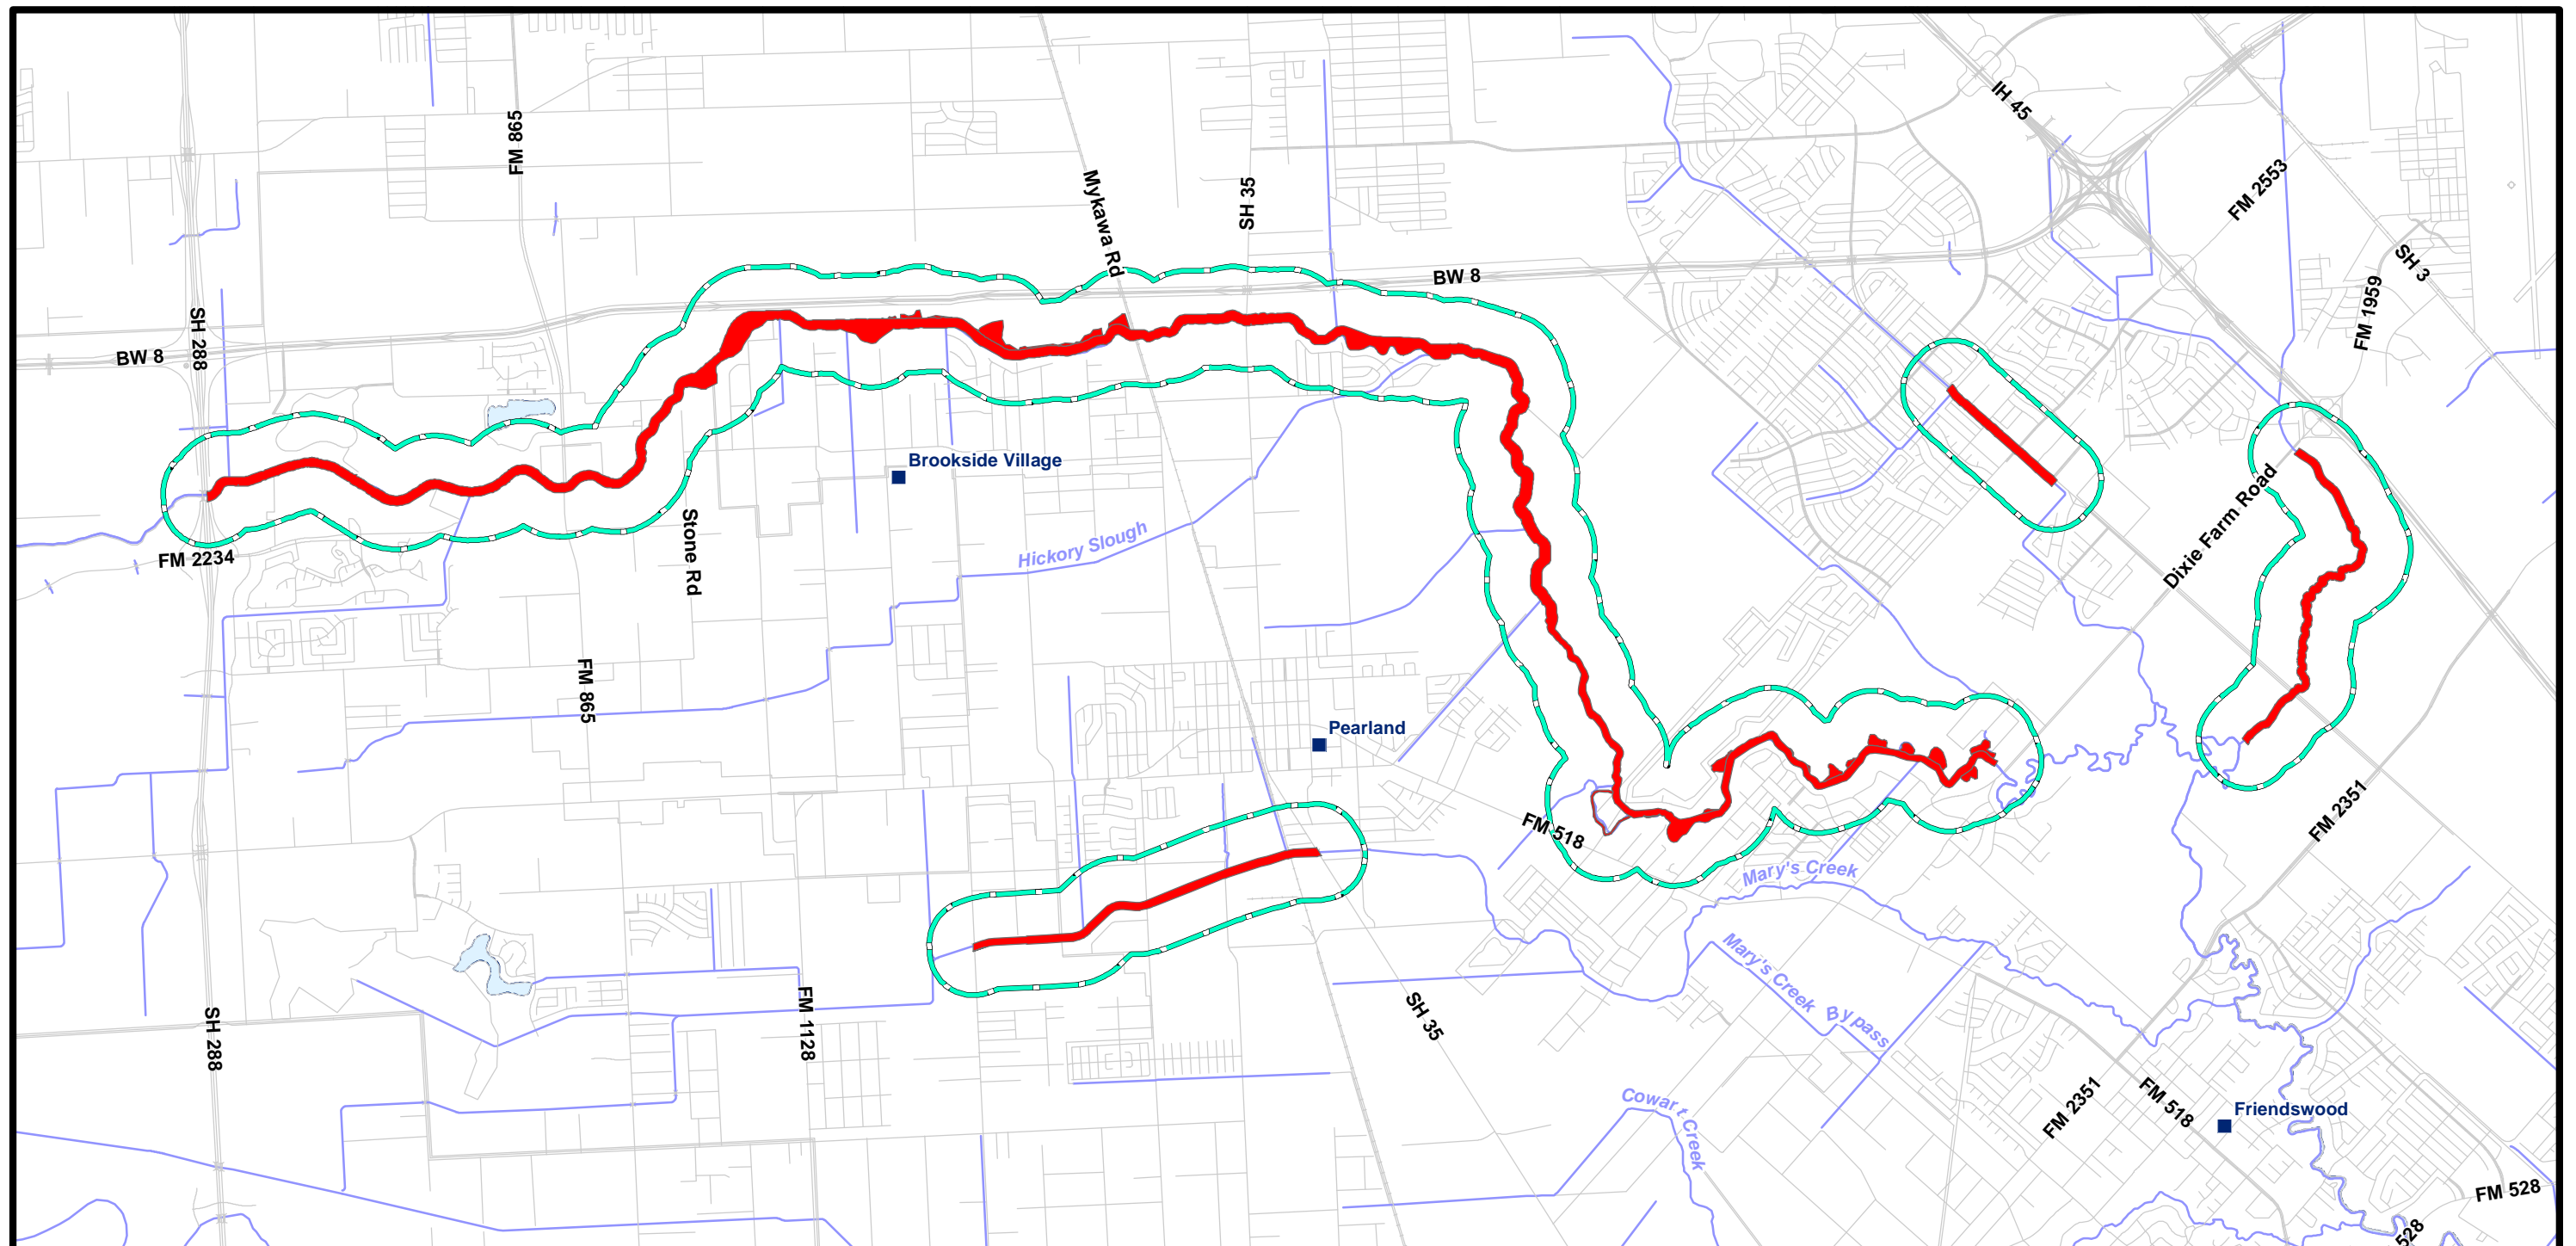 IH 45
FM 865
FM 2553
Mykawa Rd
SH 35
SH 3
BW 8
FM 1959
SH 288
BW 8
Brookside Village
Dixie Farm Road
Stone Rd
Hickory Slough
FM 2234
FM 865
Pearland
FM 518
FM 2351
Mary's Creek
Mary's Creek Bypass
SH 35
FM 1128
SH 288
Cowart Creek
FM 2351
FM 518
Friendswood
FM 528
528